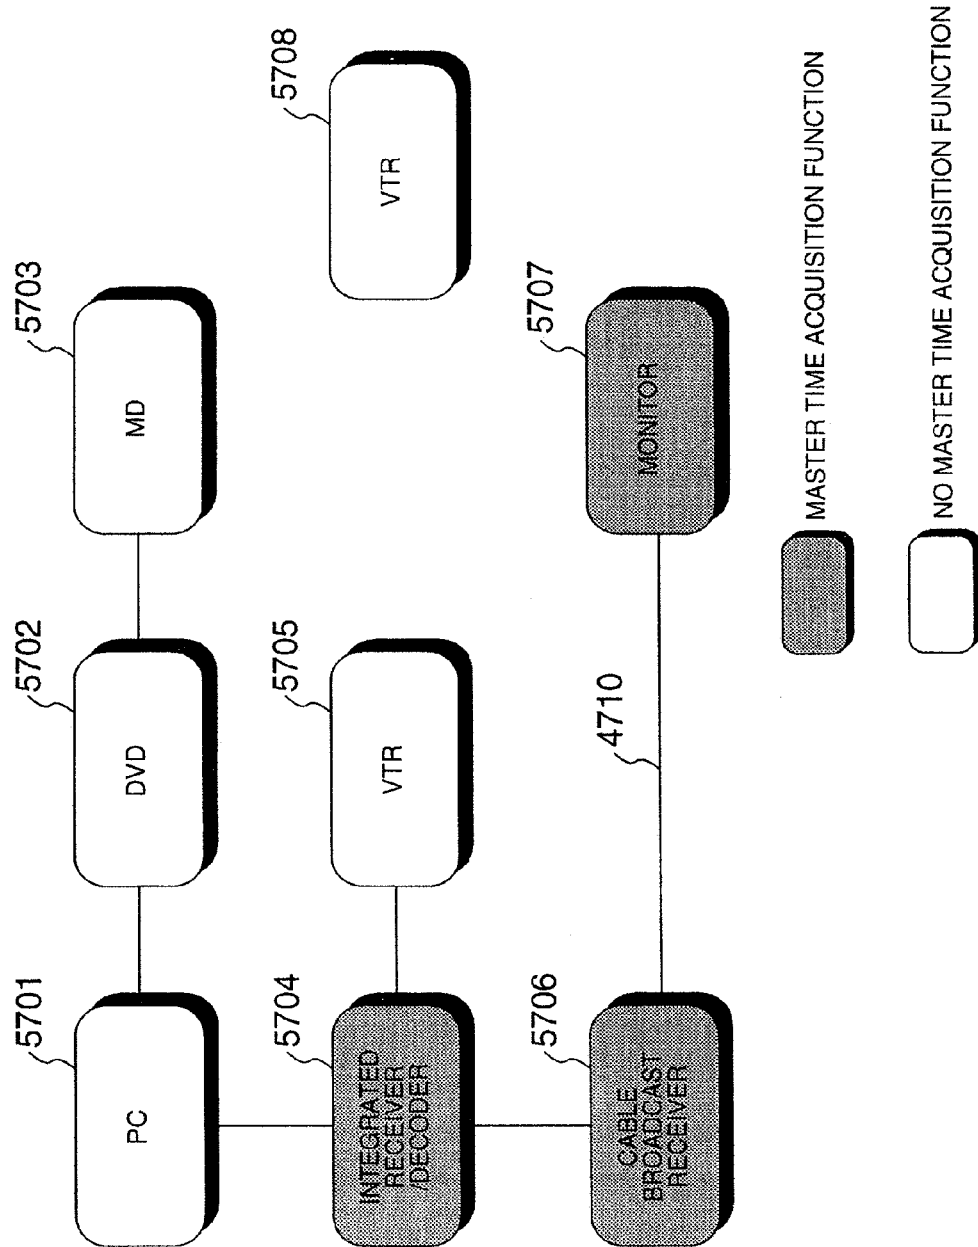 5701
PC
5702
DVD
5703
MD
5704
INTEGRATED
RECEIVER
/DECODER
5705
VTR
5708
VTR
5706
CABLE
BROADCAST
RECEIVER
4710
5707
MONITOR
MASTER TIME ACQUISITION FUNCTION
NO MASTER TIME ACQUISITION FUNCTION